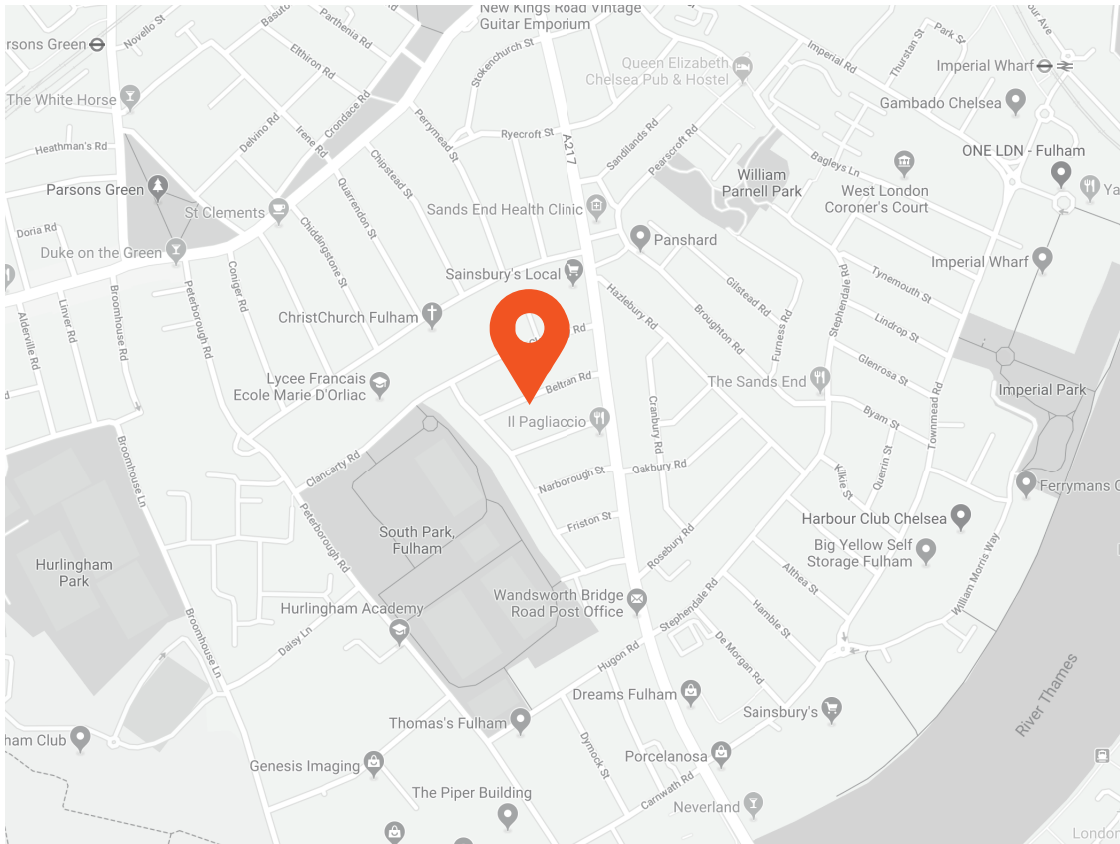 New Kings Road Vintage
Guitar Emporium
Basuto
Parthenia Rd
Novello St
rsons Green
Elthiron Rd
Stokenchurch St
Queen Elizabeth
Chelsea Pub & Hostel
Imperial Rd
Thurstan St
Park St
our Ave
Imperial Wharf
The White Horse
Crondace Rd
Gambado Chelsea
Heathman's Rd
Delvino Rd
Irene Rd
Perrymead St
Ryecroft St
A217
Sandilands Rd
Pearscroft Rd
Bagleys Ln
ONE LDN - Fulham
Chipstead St
William
Parnell Park
West London
Coroner's Court
Ya
Parsons Green
St Clements
Quarrendon St
Sands End Health Clinic
Doria Rd
Duke on the Green
Chiddingstone St
Panshard
Imperial Wharf
Sainsbury's Local
Tynemouth St
Alderville Rd
Linver Rd
Broomhouse Rd
Peterborough Rd
Coniger Rd
ChristChurch Fulham
Hazlebury Rd
Gilstead Rd
Broughton Rd
Furness Rd
Stephendale Rd
Lindrop St
Rd
Glenrosa St
Lycee Francais
Ecole Marie D'Orliac
Beltran Rd
The Sands End
Imperial Park
Il Pagliaccio
Cranbury Rd
Byam St
Townmead Rd
Broomhouse Ln
Clancarty Rd
Narborough St
Oakbury Rd
Kilkie St
Querrin St
Ferrymans Q
Peterborough Rd
South Park,
Fulham
Friston St
Harbour Club Chelsea
Big Yellow Self
Storage Fulham
Hurlingham
Park
Rosebury Rd
Althea St
William Morris Way
Hurlingham Academy
Wandsworth Bridge
Road Post Office
Stephendale Rd
Hamble St
Broomhouse Ln
Daisy Ln
Hugon Rd
De Morgan Rd
River Thames
Dreams Fulham
Sainsbury's
Thomas's Fulham
ham Club
Dymock St
Porcelanosa
Genesis Imaging
Carnwath Rd
The Piper Building
Neverland
London